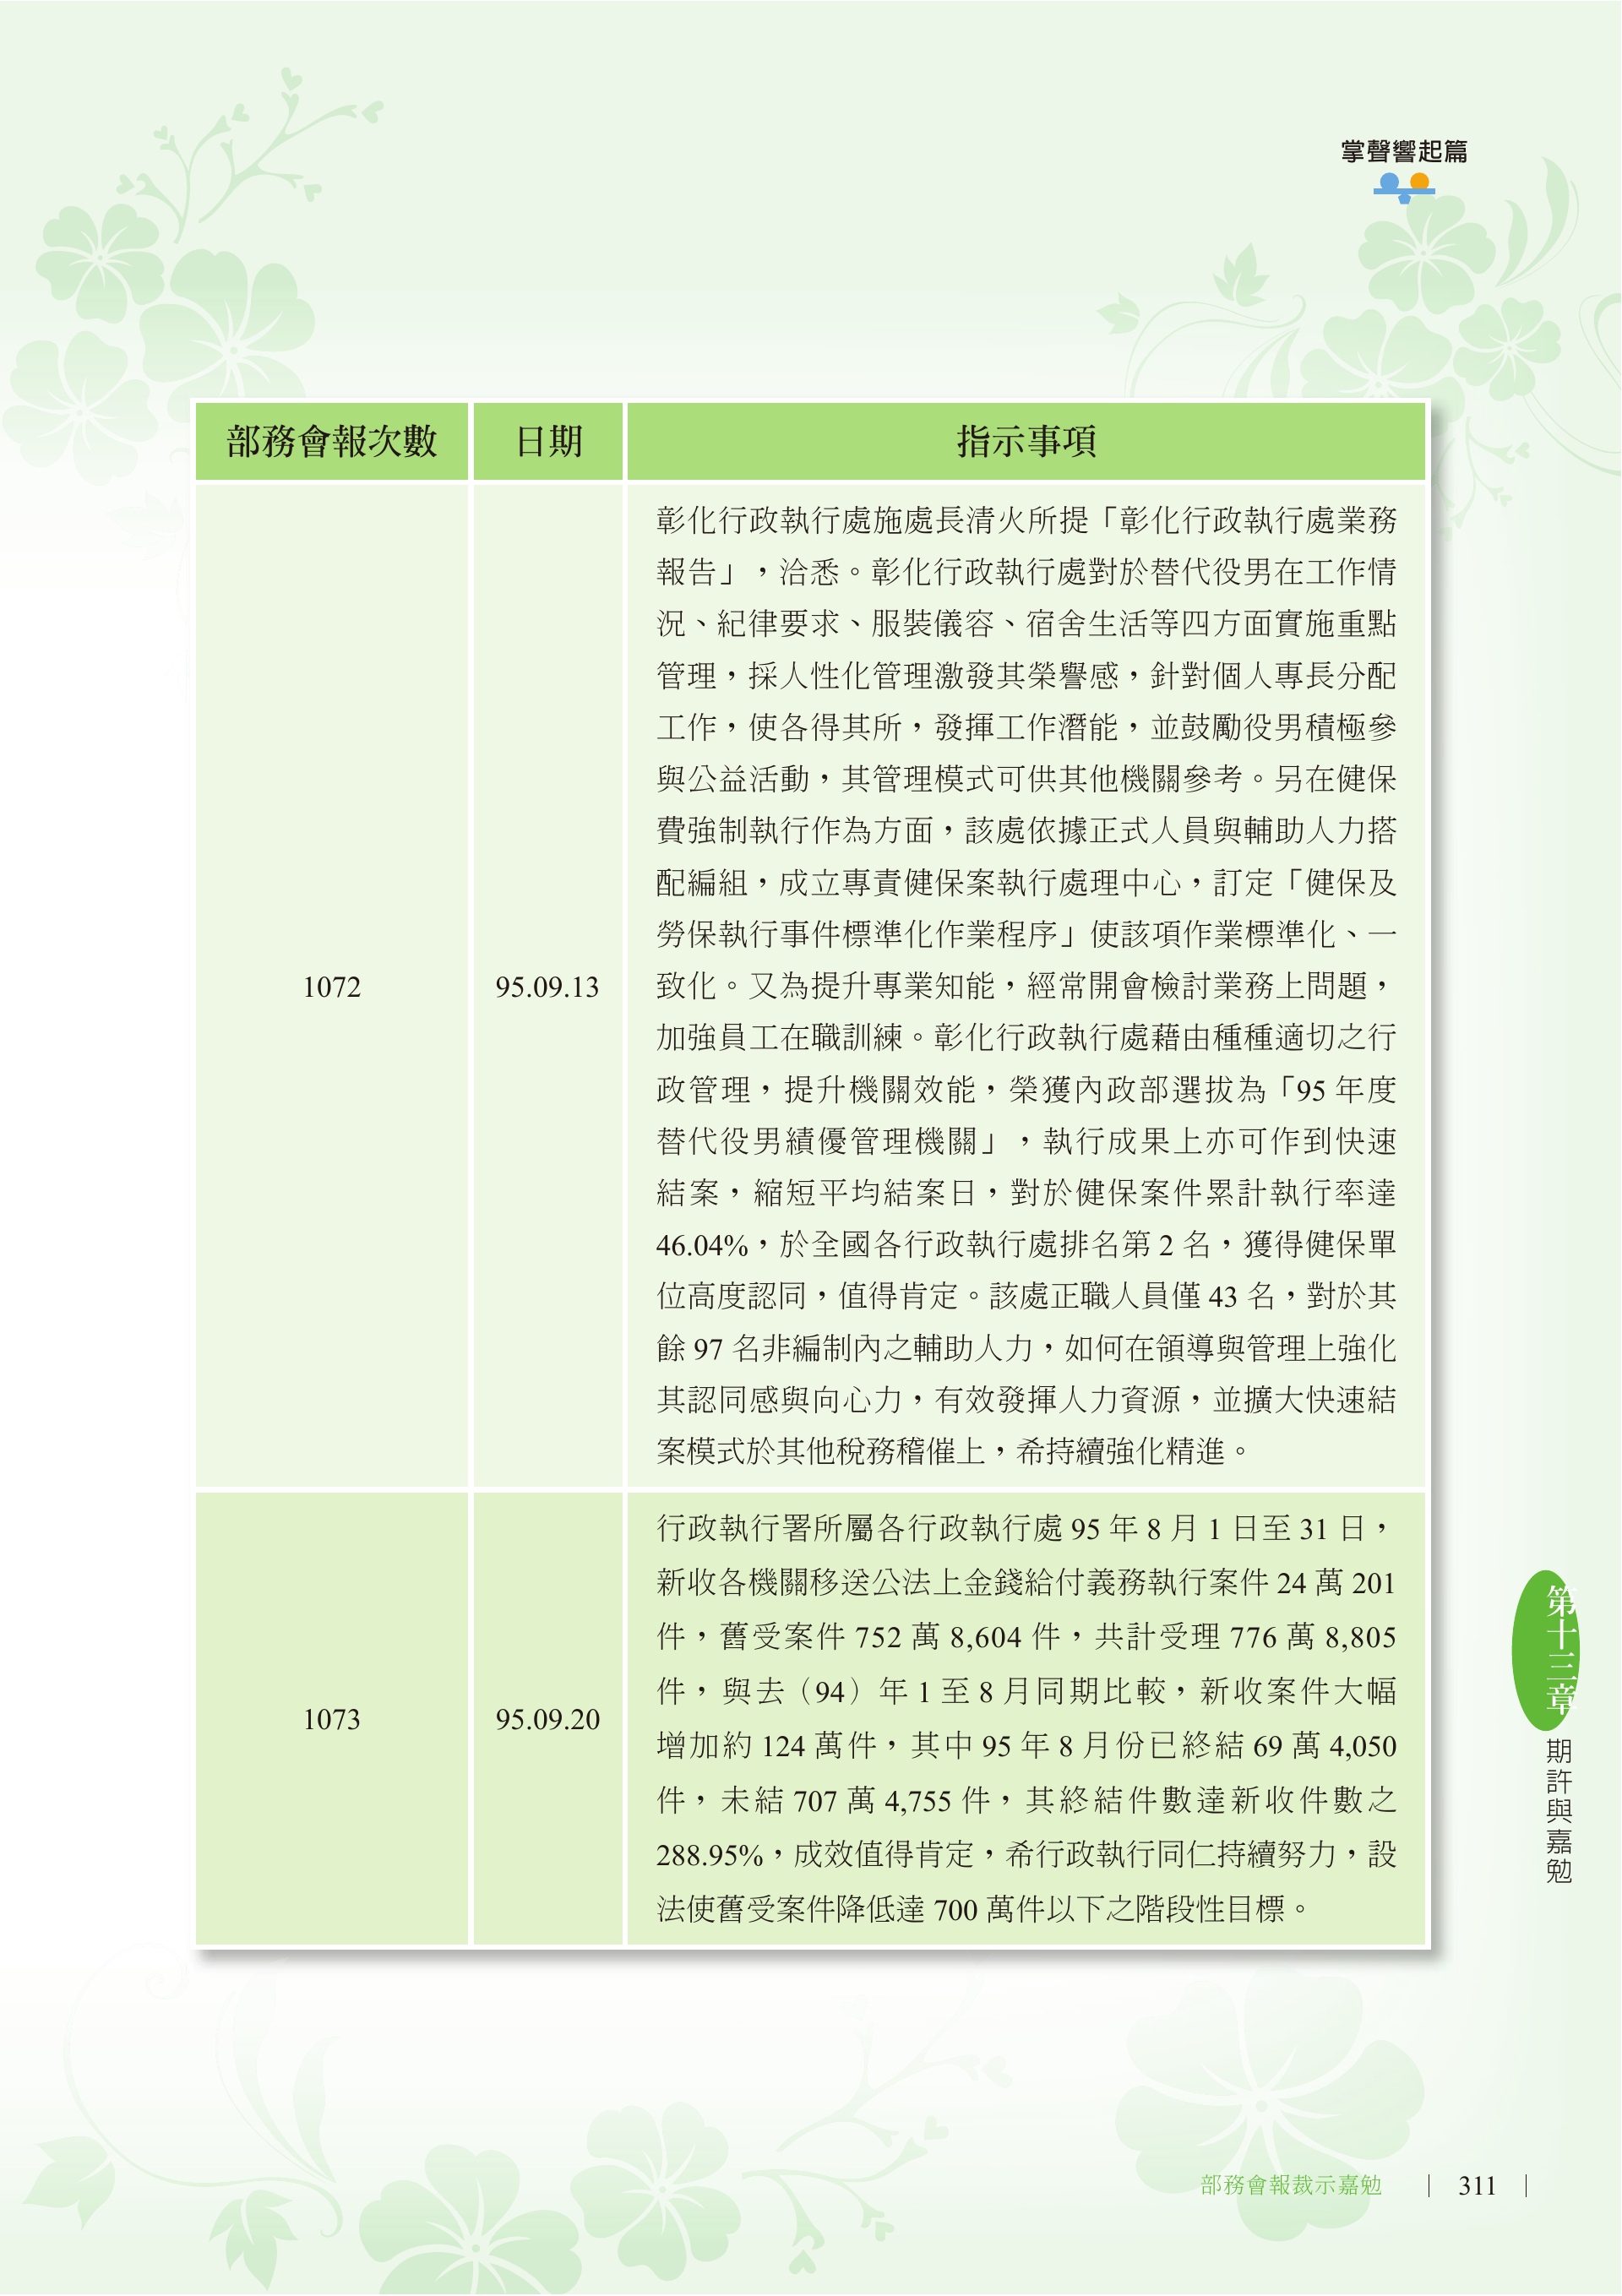 掌聲響起篇
部務會報次數
日期
指示事項
1072
95.09.13
彰化行政執行處施處長清火所提「彰化行政執行處業務
報告」，洽悉。彰化行政執行處對於替代役男在工作情
況、紀律要求、服裝儀容、宿舍生活等四方面實施重點
管理，採人性化管理激發其榮譽感，針對個人專長分配
工作，使各得其所，發揮工作潛能，並鼓勵役男積極參
與公益活動，其管理模式可供其他機關參考。另在健保
費強制執行作為方面，該處依據正式人員與輔助人力搭
配編組，成立專責健保案執行處理中心，訂定「健保及
勞保執行事件標準化作業程序」使該項作業標準化、一
致化。又為提升專業知能，經常開會檢討業務上問題，
加強員工在職訓練。彰化行政執行處藉由種種適切之行
政管理，提升機關效能，榮獲內政部選拔為「95 年度
替代役男績優管理機關」，執行成果上亦可作到快速
結案，縮短平均結案日，對於健保案件累計執行率達
46.04%，於全國各行政執行處排名第 2 名，獲得健保單
位高度認同，值得肯定。該處正職人員僅 43 名，對於其
餘 97 名非編制內之輔助人力，如何在領導與管理上強化
其認同感與向心力，有效發揮人力資源，並擴大快速結
案模式於其他稅務稽催上，希持續強化精進。
1073
95.09.20
行政執行署所屬各行政執行處 95 年 8 月 1 日至 31 日，
新收各機關移送公法上金錢給付義務執行案件 24 萬 201
件，舊受案件 752 萬 8,604 件，共計受理 776 萬 8,805
件，與去（94）年 1 至 8 月同期比較，新收案件大幅
增加約 124 萬件，其中 95 年 8 月份已終結 69 萬 4,050
件，未結 707 萬 4,755 件，其終結件數達新收件數之
288.95%，成效值得肯定，希行政執行同仁持續努力，設
法使舊受案件降低達 700 萬件以下之階段性目標。
第十三章
期許與嘉勉
部務會報裁示嘉勉 | 311 |